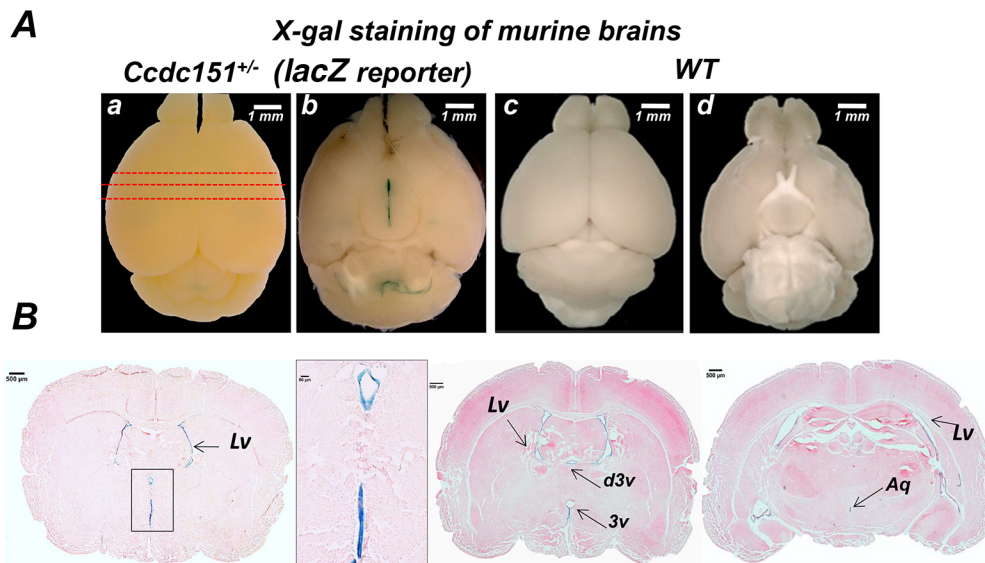 A
X-gal staining of murine brains
Ccdc151+/- (lacZ reporter)
WT
a
1 mm
b
1 mm
c
1 mm
d
1 mm
B
500 µm
Lv
50 µm
500 µm
Lv
d3v
3v
500 µm
Lv
Aq